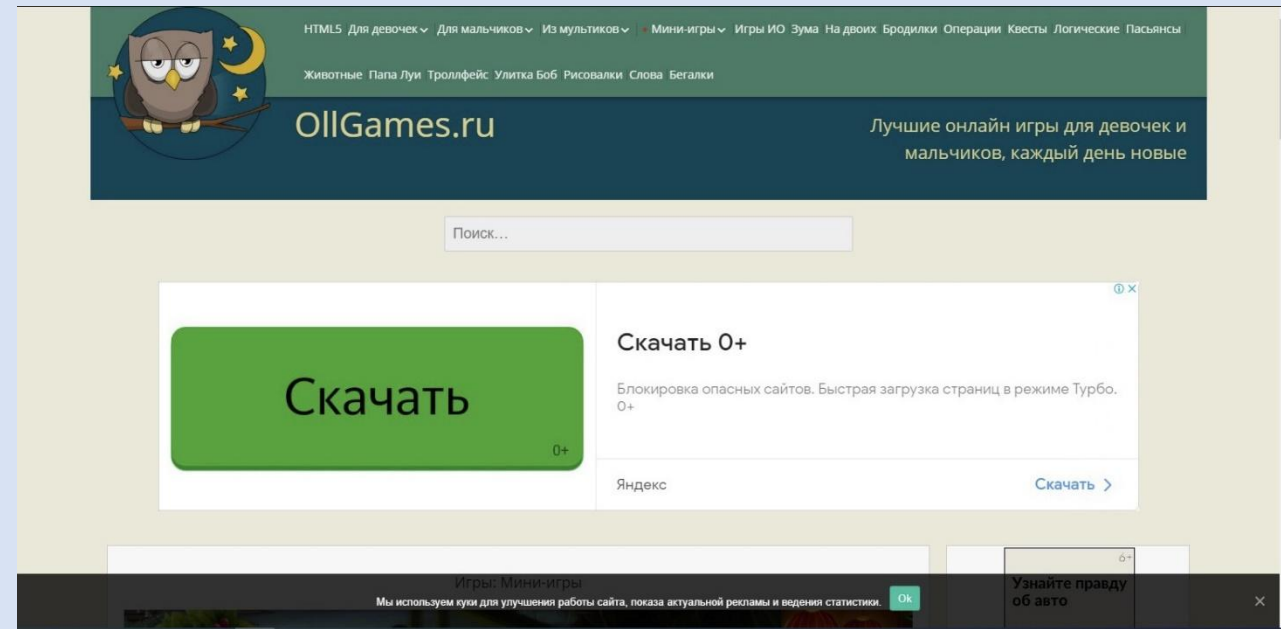 HTML5 Для девочек Для мальчиков Из мультиков Мини-игры Игры ИО Зума На двоих Бродилки Операции Квесты Логические Пасьянсы
Животные Папа Луи Троллфейс Улитка Боб Рисовалки Слова Бегалки
OllGames.ru
Лучшие онлайн игры для девочек и
мальчиков, каждый день новые
Поиск...
Скачать
0+
Скачать 0+
Блокировка опасных сайтов. Быстрая загрузка страниц в режиме Турбо.
0+
Яндекс
Скачать
6+
Игры: Мини-игры
Узнайте правду
об авто
Мы используем куки для улучшения работы сайта, показа актуальной рекламы и ведения статистики. Ok